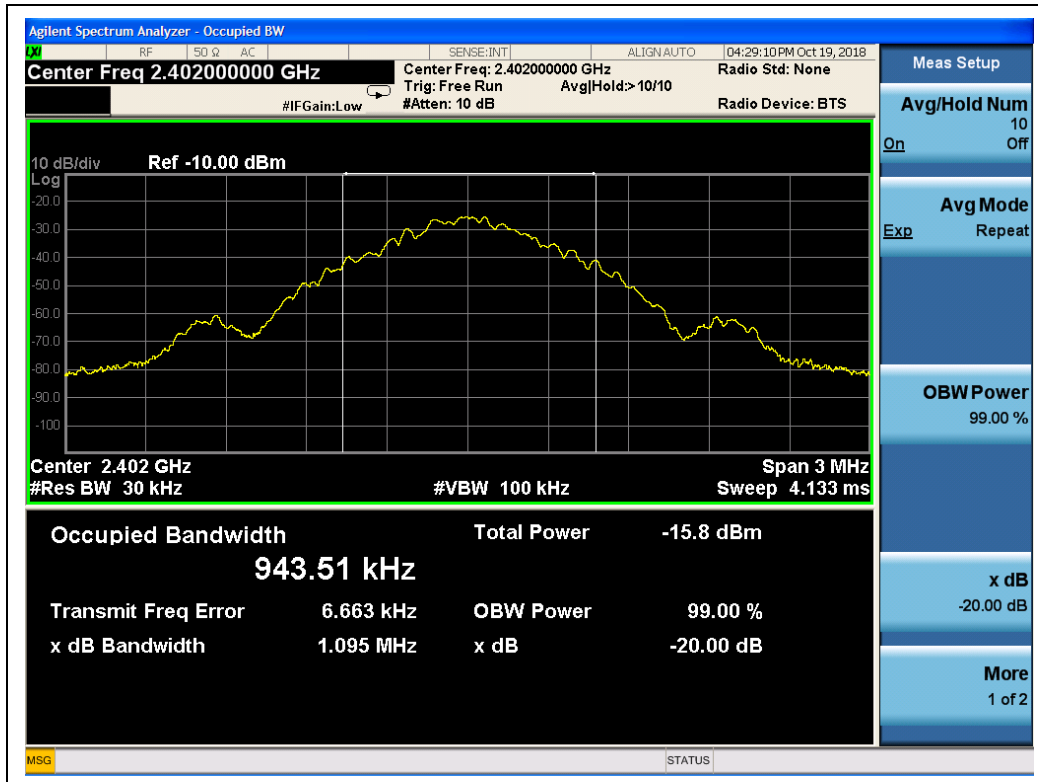 Agilent Spectrum Analyzer - Occupied BW
LXI RF 50 Ω AC SENSE:INT ALIGN AUTO 04:29:10 PM Oct 19, 2018
Center Freq 2.402000000 GHz
Center Freq: 2.402000000 GHz Radio Std: None
Trig: Free Run Avg|Hold:> 10/10
#IFGain:Low #Atten: 10 dB Radio Device: BTS
10 dB/div Ref -10.00 dBm
Log
-20.0
-30.0
-40.0
-50.0
-60.0
-70.0
-80.0
-90.0
-100
Center 2.402 GHz Span 3 MHz
#Res BW 30 kHz #VBW 100 kHz Sweep 4.133 ms
Occupied Bandwidth Total Power -15.8 dBm
943.51 kHz
Transmit Freq Error 6.663 kHz OBW Power 99.00 %
x dB Bandwidth 1.095 MHz x dB -20.00 dB
Meas Setup
Avg/Hold Num
10
On Off
Avg Mode
Exp Repeat
OBW Power
99.00 %
x dB
-20.00 dB
More
1 of 2
MSG STATUS